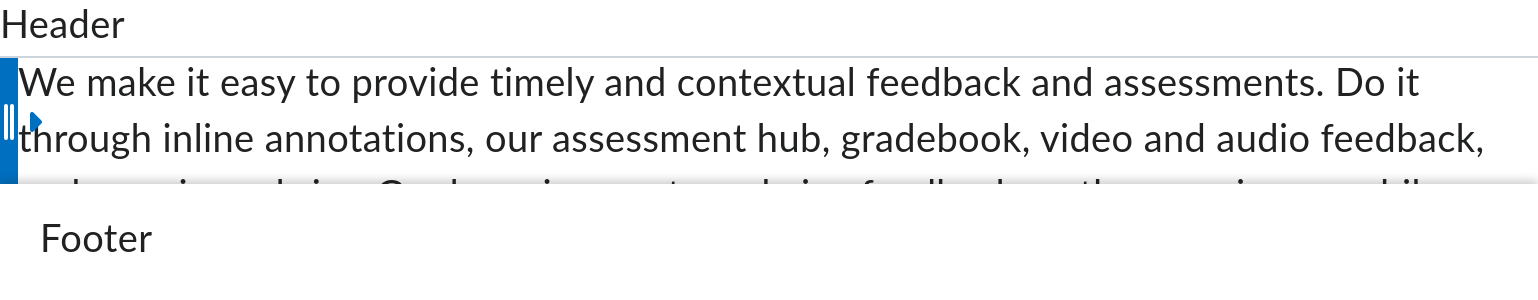 Header
We make it easy to provide timely and contextual feedback and assessments. Do it
through inline annotations, our assessment hub, gradebook, video and audio feedback,
Footer